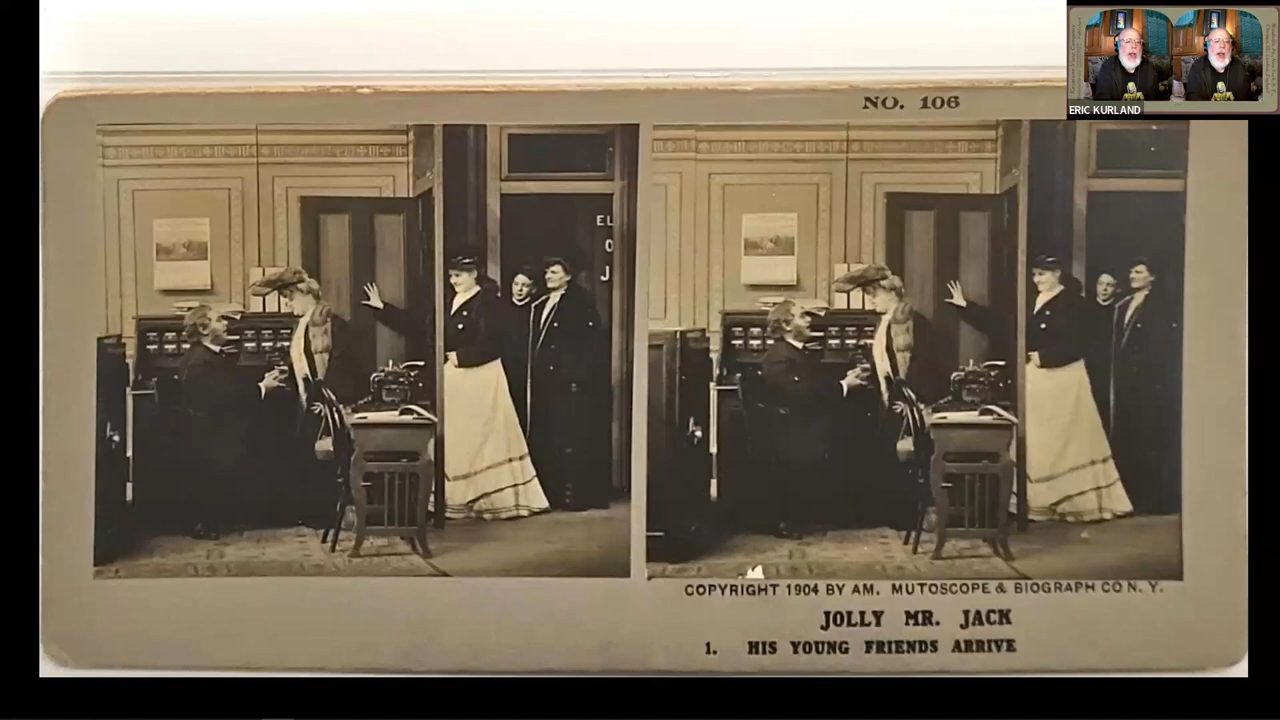 NO. 106
ERIC KURLAND
EL
O
J
COPYRIGHT 1904 BY AM. MUTOSCOPE & BIOGRAPH CO N. Y.
JOLLY MR. JACK
1. HIS YOUNG FRIENDS ARRIVE